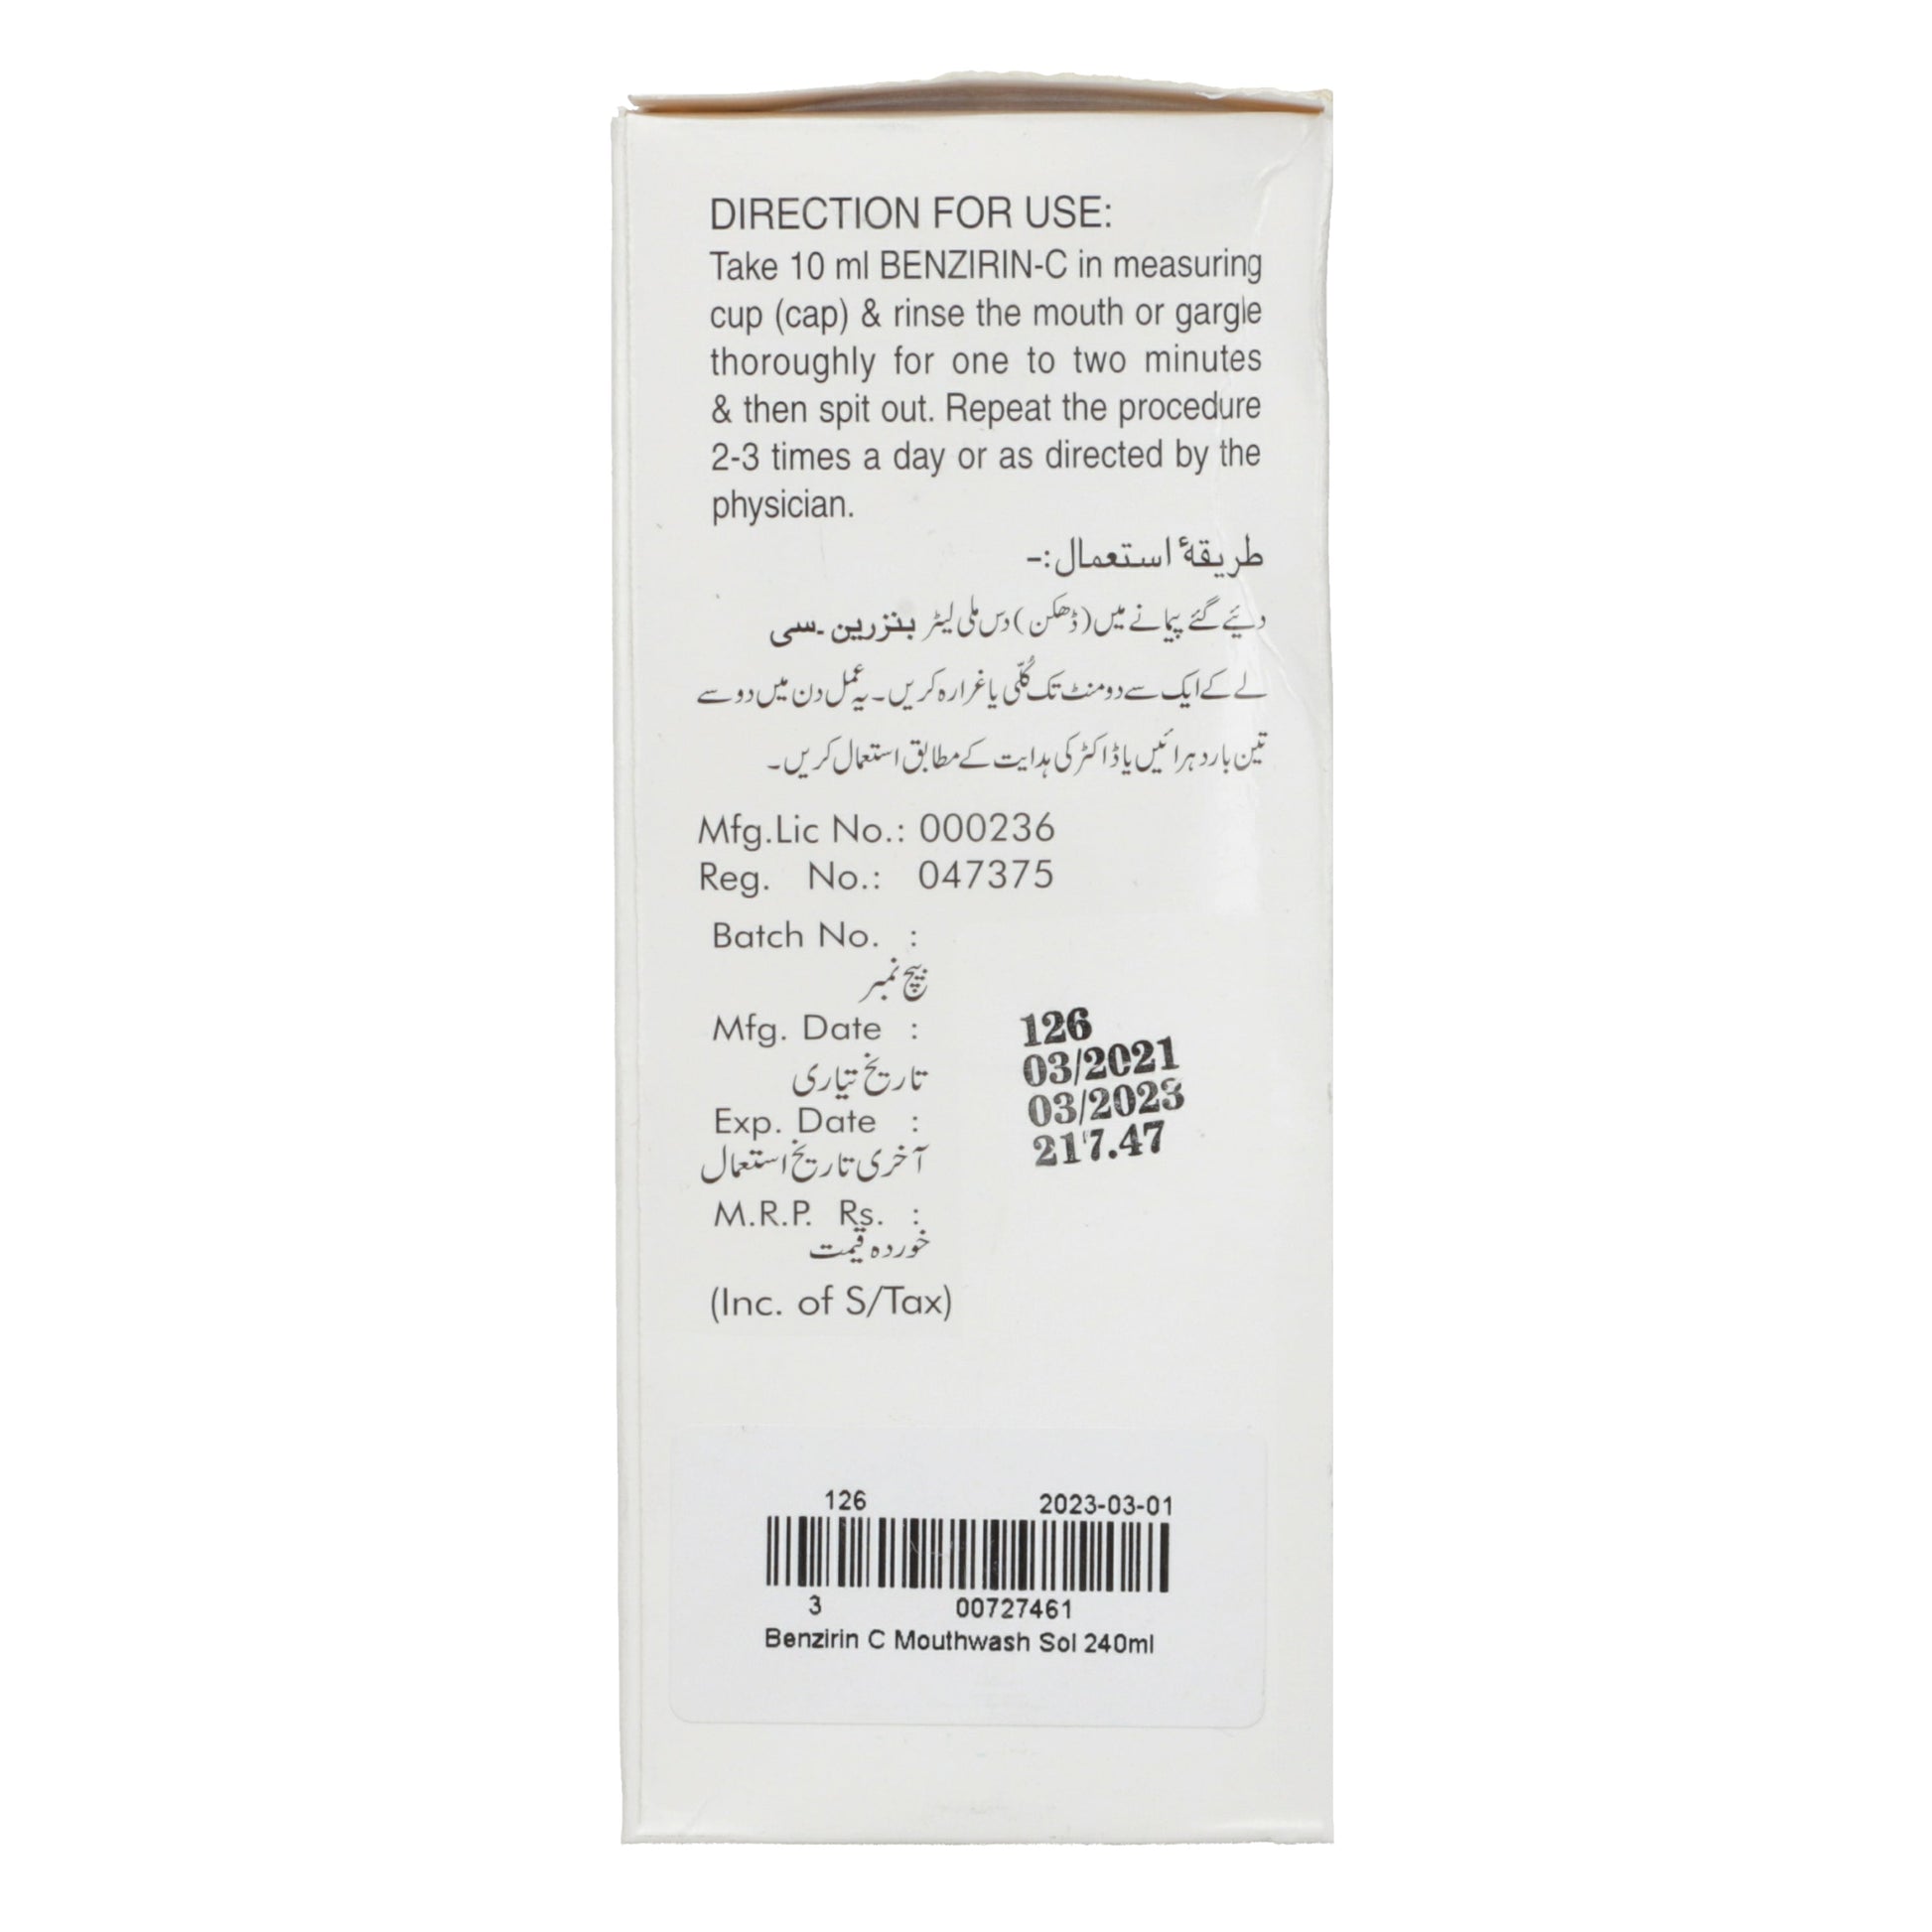 DIRECTION FOR USE:
Take 10 ml BENZIRIN-C in measuring
cup (cap) & rinse the mouth or gargle
thoroughly for one to two minutes
& then spit out. Repeat the procedure
2-3 times a day or as directed by the
physician.
طریقۂ استعمال:-
دئیے گئے پیمانے میں (ڈھکن) دس ملی لیٹر بنزرین۔سی
لے کے ایک سے دو منٹ تک کُلّی یا غرارہ کریں۔ یہ عمل دن میں دو سے
تین بار دہرائیں یا ڈاکٹر کی ہدایت کے مطابق استعمال کریں۔
Mfg.Lic No.: 000236
Reg. No.: 047375
Batch No. :
بیچ نمبر
Mfg. Date :
تاریخ تیاری
Exp. Date :
آخری تاریخ استعمال
M.R.P. Rs. :
خوردہ قیمت
(Inc. of S/Tax)
126
03/2021
03/2023
217.47
126 2023-03-01
3 00727461
Benzirin C Mouthwash Sol 240ml